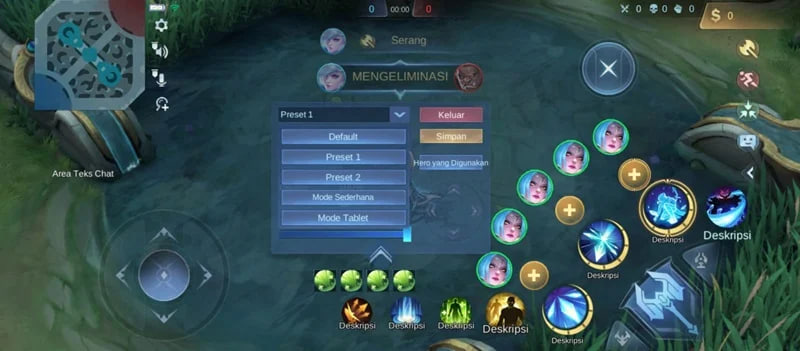 0 00:00 0
0 0 0
$ 0
Serang
MENGELIMINASI
Preset 1
Keluar
Default
Simpan
Preset 1
Hero yang Digunakan
Preset 2
Mode Sederhana
Mode Tablet
Area Teks Chat
Deskripsi
Deskripsi
Deskripsi
Deskripsi
Deskripsi
Deskripsi
Deskripsi
Deskripsi